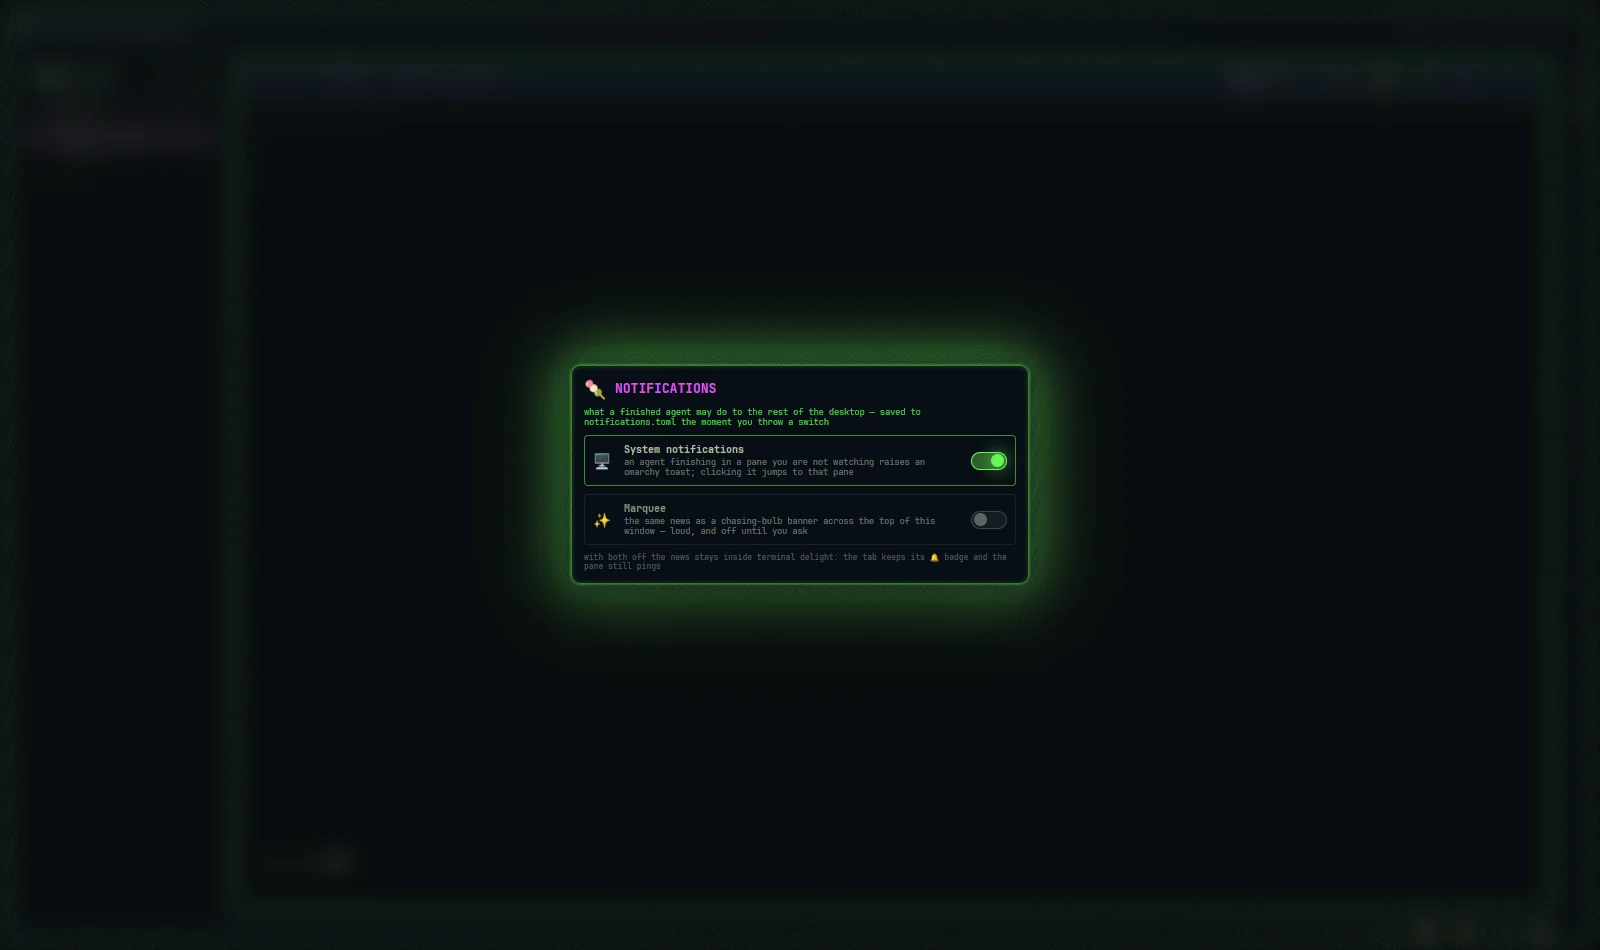 NOTIFICATIONS
what a finished agent may do to the rest of the desktop — saved to
notifications.toml the moment you throw a switch
System notifications
an agent finishing in a pane you are not watching raises an
omarchy toast; clicking it jumps to that pane
Marquee
the same news as a chasing-bulb banner across the top of this
window — loud, and off until you ask
with both off the news stays inside terminal delight: the tab keeps its 🔔 badge and the
pane still pings